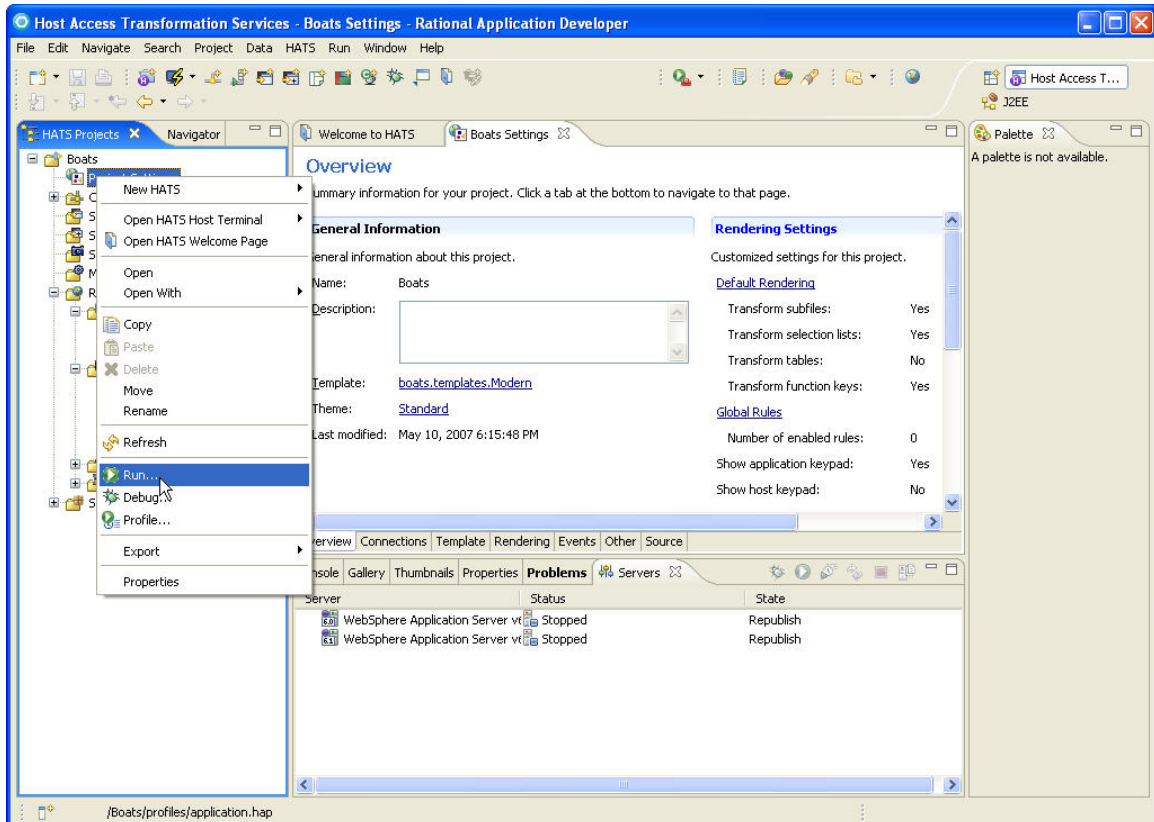 Host Access Transformation Services - Boats Settings - Rational Application Developer
File Edit Navigate Search Project Data HATS Run Window Help
Host Access T...
J2EE
HATS Projects
Navigator
Boats
New HATS
Open HATS Host Terminal
Open HATS Welcome Page
Open
Open With
Copy
Paste
Delete
Move
Rename
Refresh
Run...
Debug...
Profile...
Export
Properties
Welcome to HATS
Boats Settings
Overview
ummary information for your project. Click a tab at the bottom to navigate to that page.
General Information
eneral information about this project.
Name: Boats
Description:
Template: boats.templates.Modern
Theme: Standard
Last modified: May 10, 2007 6:15:48 PM
Rendering Settings
Customized settings for this project.
Default Rendering
Transform subfiles: Yes
Transform selection lists: Yes
Transform tables: No
Transform function keys: Yes
Global Rules
Number of enabled rules: 0
Show application keypad: Yes
Show host keypad: No
verview Connections Template Rendering Events Other Source
nsole Gallery Thumbnails Properties Problems Servers
Server Status State
6.0 WebSphere Application Server v6 Stopped Republish
6.1 WebSphere Application Server v6 Stopped Republish
Palette
A palette is not available.
/Boats/profiles/application.hap